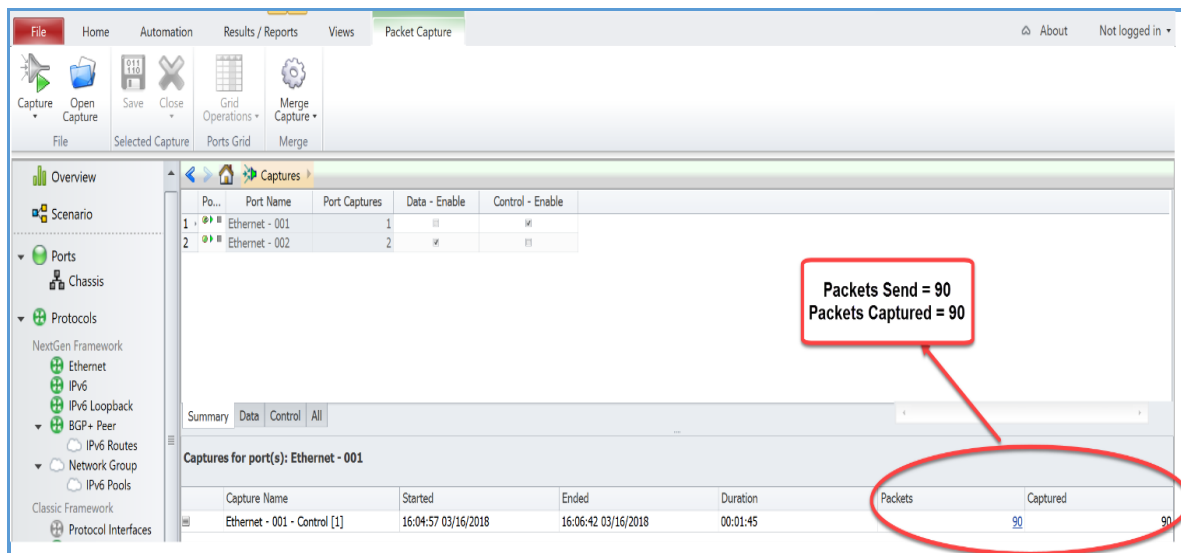 File Home Automation Results / Reports Views Packet Capture About Not logged in
011
110
Capture Open Capture Save Close Grid Operations Merge Capture
File Selected Capture Ports Grid Merge
Overview
Scenario
Ports
Chassis
Protocols
NextGen Framework
Ethernet
IPv6
IPv6 Loopback
BGP+ Peer
IPv6 Routes
Network Group
IPv6 Pools
Classic Framework
Protocol Interfaces
Captures
Po... Port Name Port Captures Data - Enable Control - Enable
1 Ethernet - 001 1
2 Ethernet - 002 2
Packets Send = 90
Packets Captured = 90
Summary Data Control All
Captures for port(s): Ethernet - 001
Capture Name Started Ended Duration Packets Captured
Ethernet - 001 - Control [1] 16:04:57 03/16/2018 16:06:42 03/16/2018 00:01:45 90 90